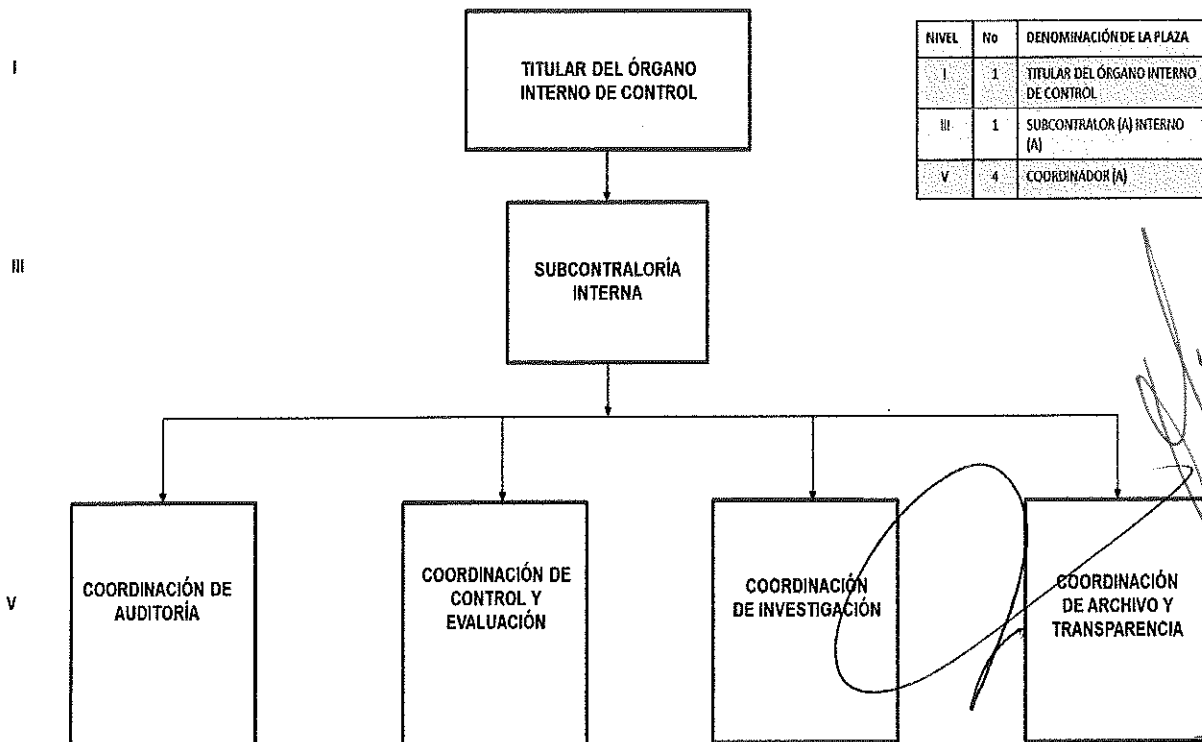 I
TITULAR DEL ÓRGANO
INTERNO DE CONTROL
NIVEL No DENOMINACIÓN DE LA PLAZA
I 1 TITULAR DEL ÓRGANO INTERNO
DE CONTROL
III 1 SUBCONTRALOR (A) INTERNO
(A)
V 4 COORDINADOR (A)
III
SUBCONTRALORÍA
INTERNA
V
COORDINACIÓN DE
AUDITORÍA
COORDINACIÓN DE
CONTROL Y
EVALUACIÓN
COORDINACIÓN
DE INVESTIGACIÓN
COORDINACIÓN
DE ARCHIVO Y
TRANSPARENCIA